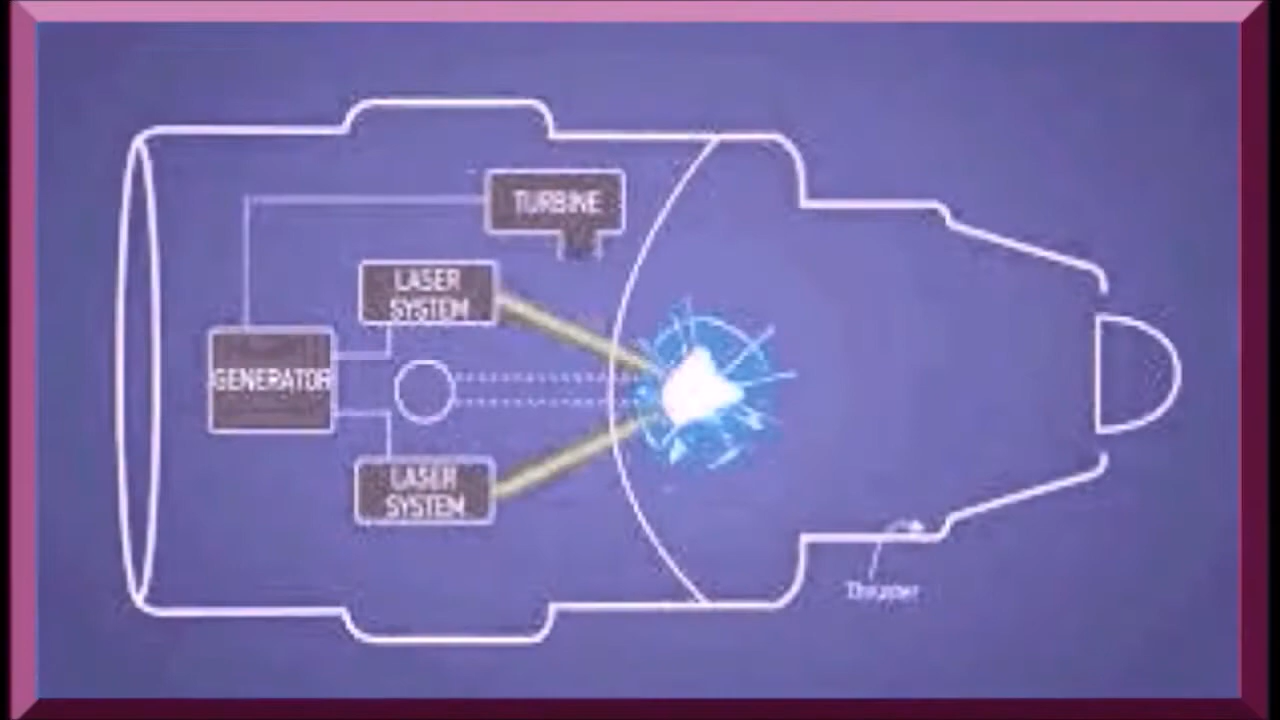 TURBINE
LASER
SYSTEM
GENERATOR
LASER
SYSTEM
Thruster